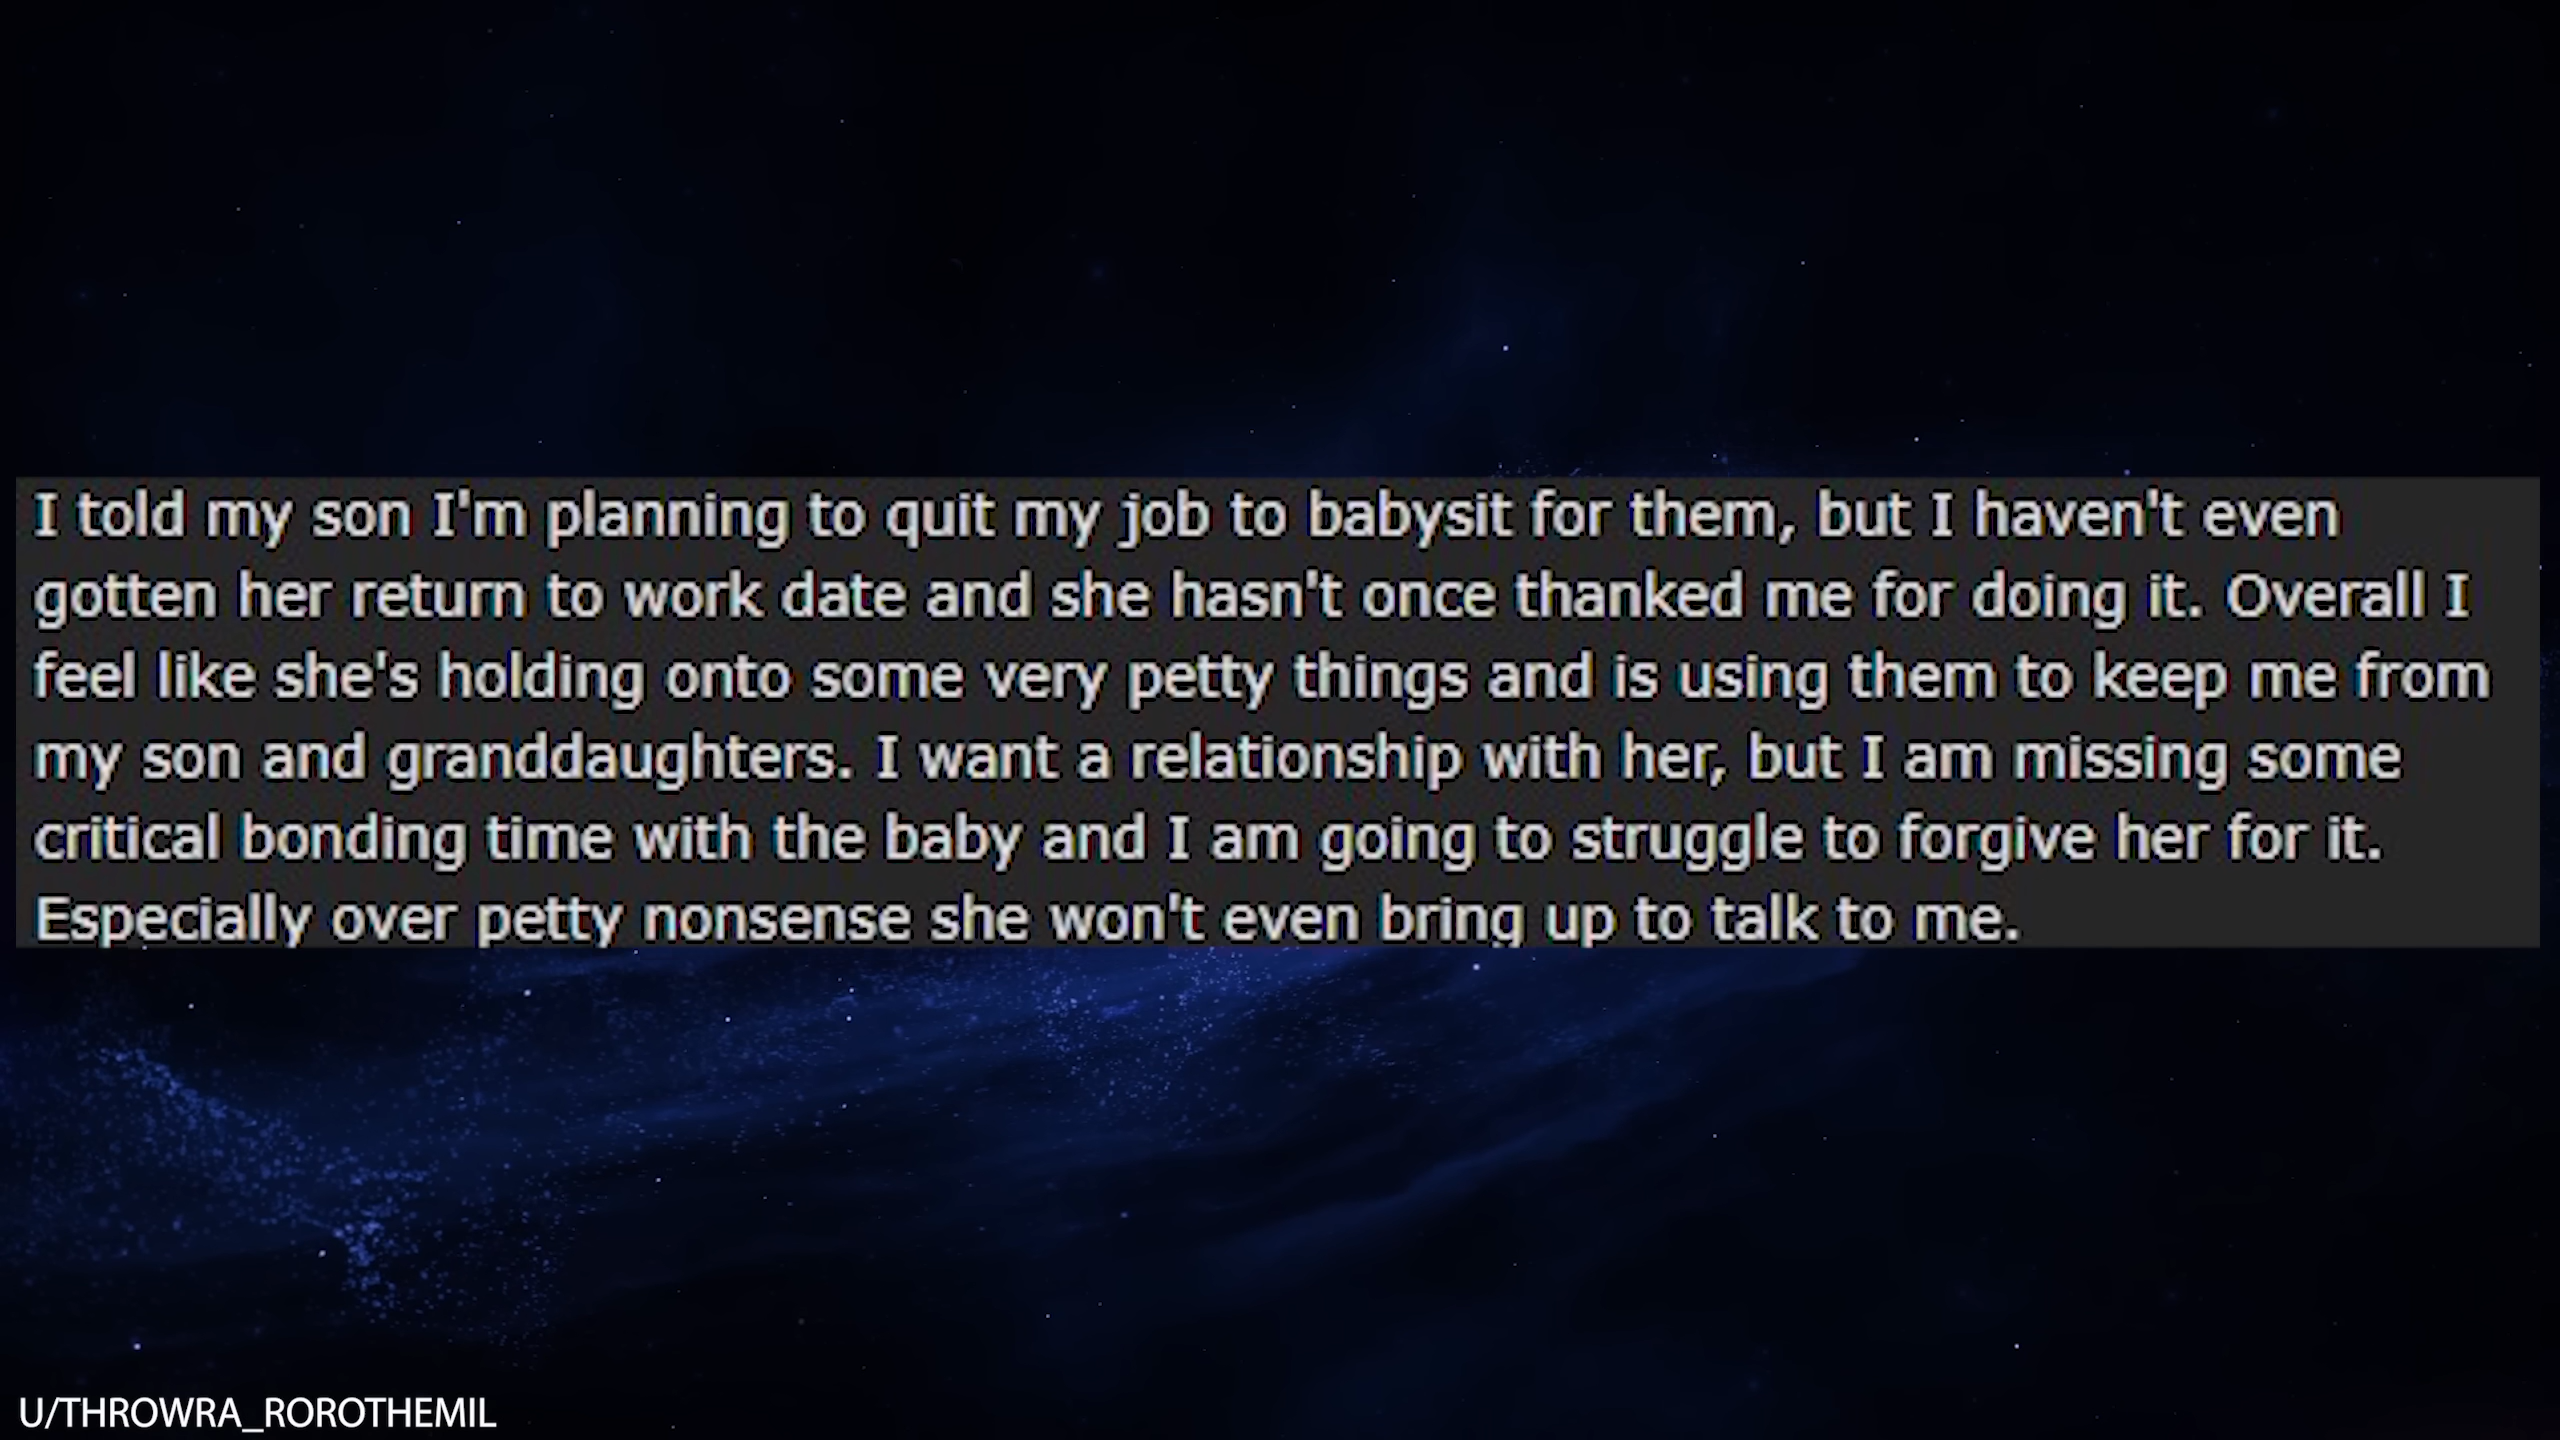 I told my son I'm planning to quit my job to babysit for them, but I haven't even
gotten her return to work date and she hasn't once thanked me for doing it. Overall I
feel like she's holding onto some very petty things and is using them to keep me from
my son and granddaughters. I want a relationship with her, but I am missing some
critical bonding time with the baby and I am going to struggle to forgive her for it.
Especially over petty nonsense she won't even bring up to talk to me.
U/THROWRA_ROROTHEMIL